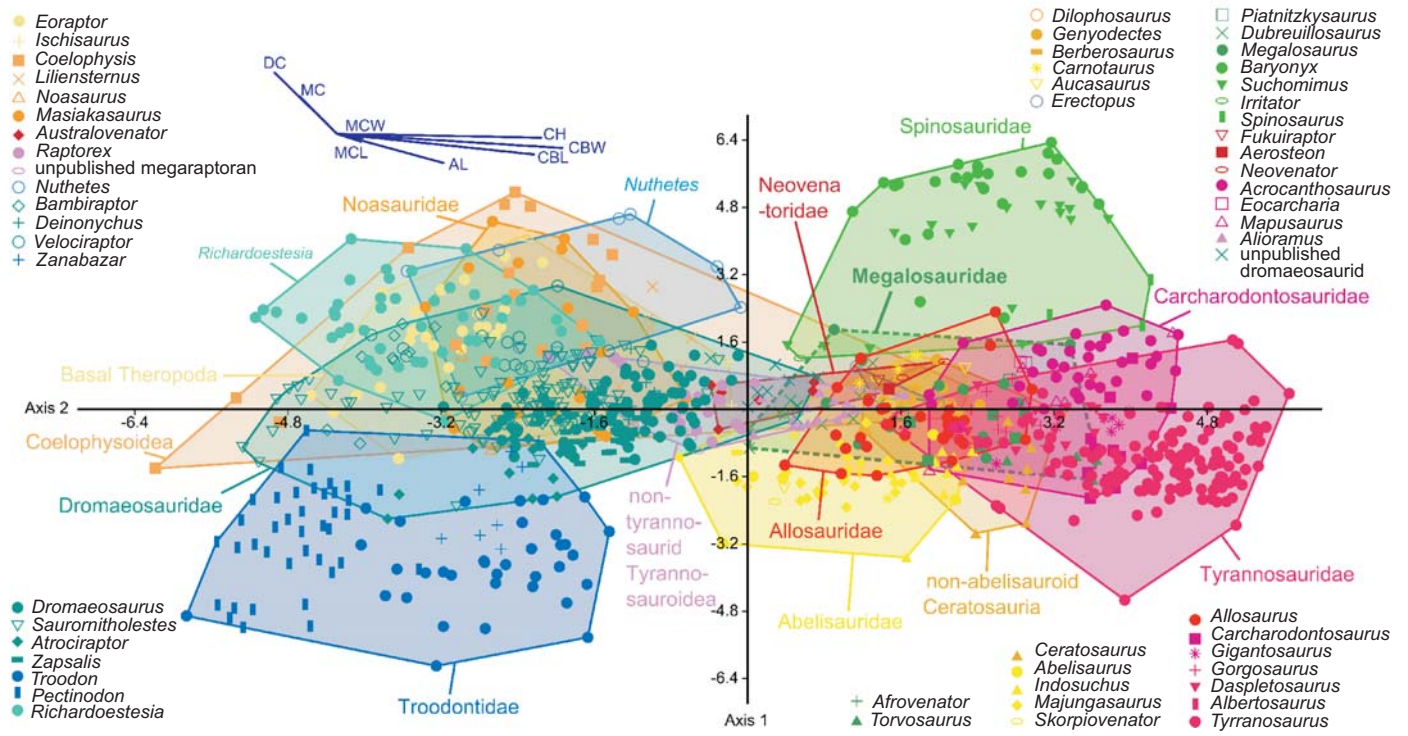 Eoraptor
Ischisaurus
Coelophysis
Liliensternus
Noasaurus
Masiakasaurus
Australovenator
Raptorex
unpublished megaraptoran
Nuthetes
Bambiraptor
Deinonychus
Velociraptor
Zanabazar
DC
MC
MCW
MCL
AL
CH
CBW
CBL
Dilophosaurus
Genyodectes
Berberosaurus
Carnotaurus
Aucasaurus
Erectopus
Piatnitzkysaurus
Dubreuillosaurus
Megalosaurus
Baryonyx
Suchomimus
Irritator
Spinosaurus
Fukuiraptor
Aerosteon
Neovenator
Acrocanthosaurus
Eocarcharia
Mapusaurus
Alioramus
unpublished
dromaeosaurid
Spinosauridae
Neovena
-toridae
Nuthetes
Noasauridae
Richardoestesia
Megalosauridae
Carcharodontosauridae
Basal Theropoda
Coelophysoidea
Dromaeosauridae
Troodontidae
non-
tyranno-
saurid
Tyranno-
sauroidea
Allosauridae
Abelisauridae
non-abelisauroid
Ceratosauria
Tyrannosauridae
6.4
4.8
3.2
1.6
-1.6
-3.2
-4.8
-6.4
Axis 1
Axis 2
-6.4
-4.8
-3.2
-1.6
1.6
3.2
4.8
Dromaeosaurus
Saurornitholestes
Atrociraptor
Zapsalis
Troodon
Pectinodon
Richardoestesia
Afrovenator
Torvosaurus
Ceratosaurus
Abelisaurus
Indosuchus
Majungasaurus
Skorpiovenator
Allosaurus
Carcharodontosaurus
Gigantosaurus
Gorgosaurus
Daspletosaurus
Albertosaurus
Tyrranosaurus